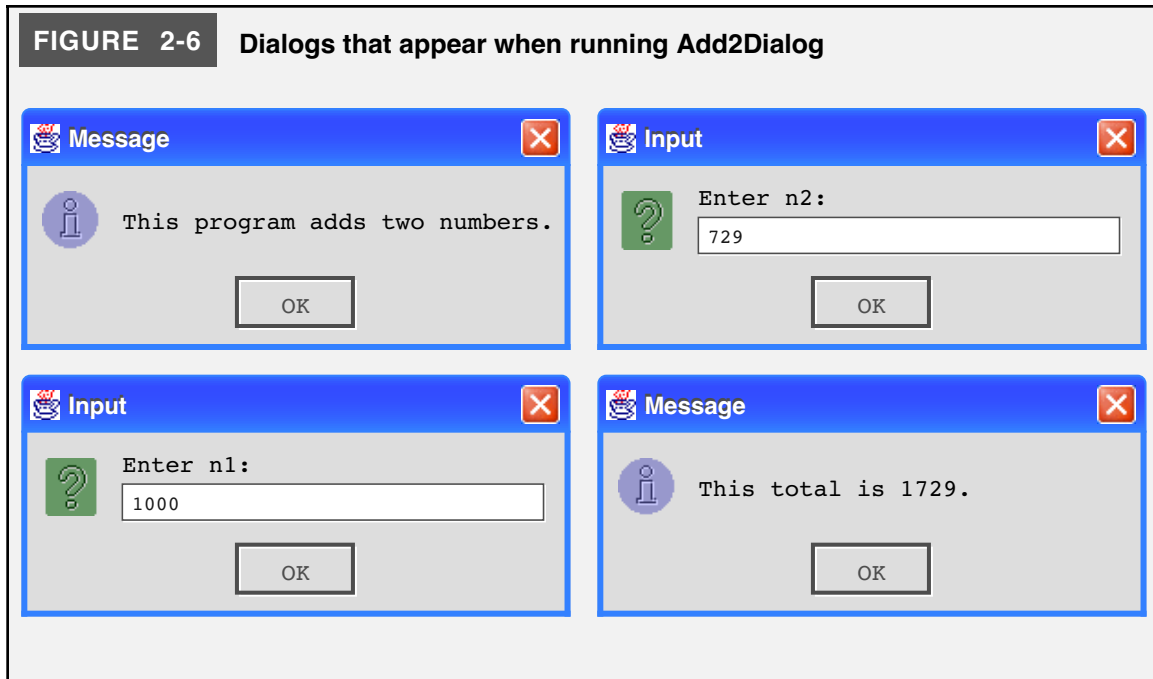 FIGURE 2-6 Dialogs that appear when running Add2Dialog
Message
This program adds two numbers.
OK
Input
Enter n1:
1000
OK
Input
Enter n2:
729
OK
Message
This total is 1729.
OK